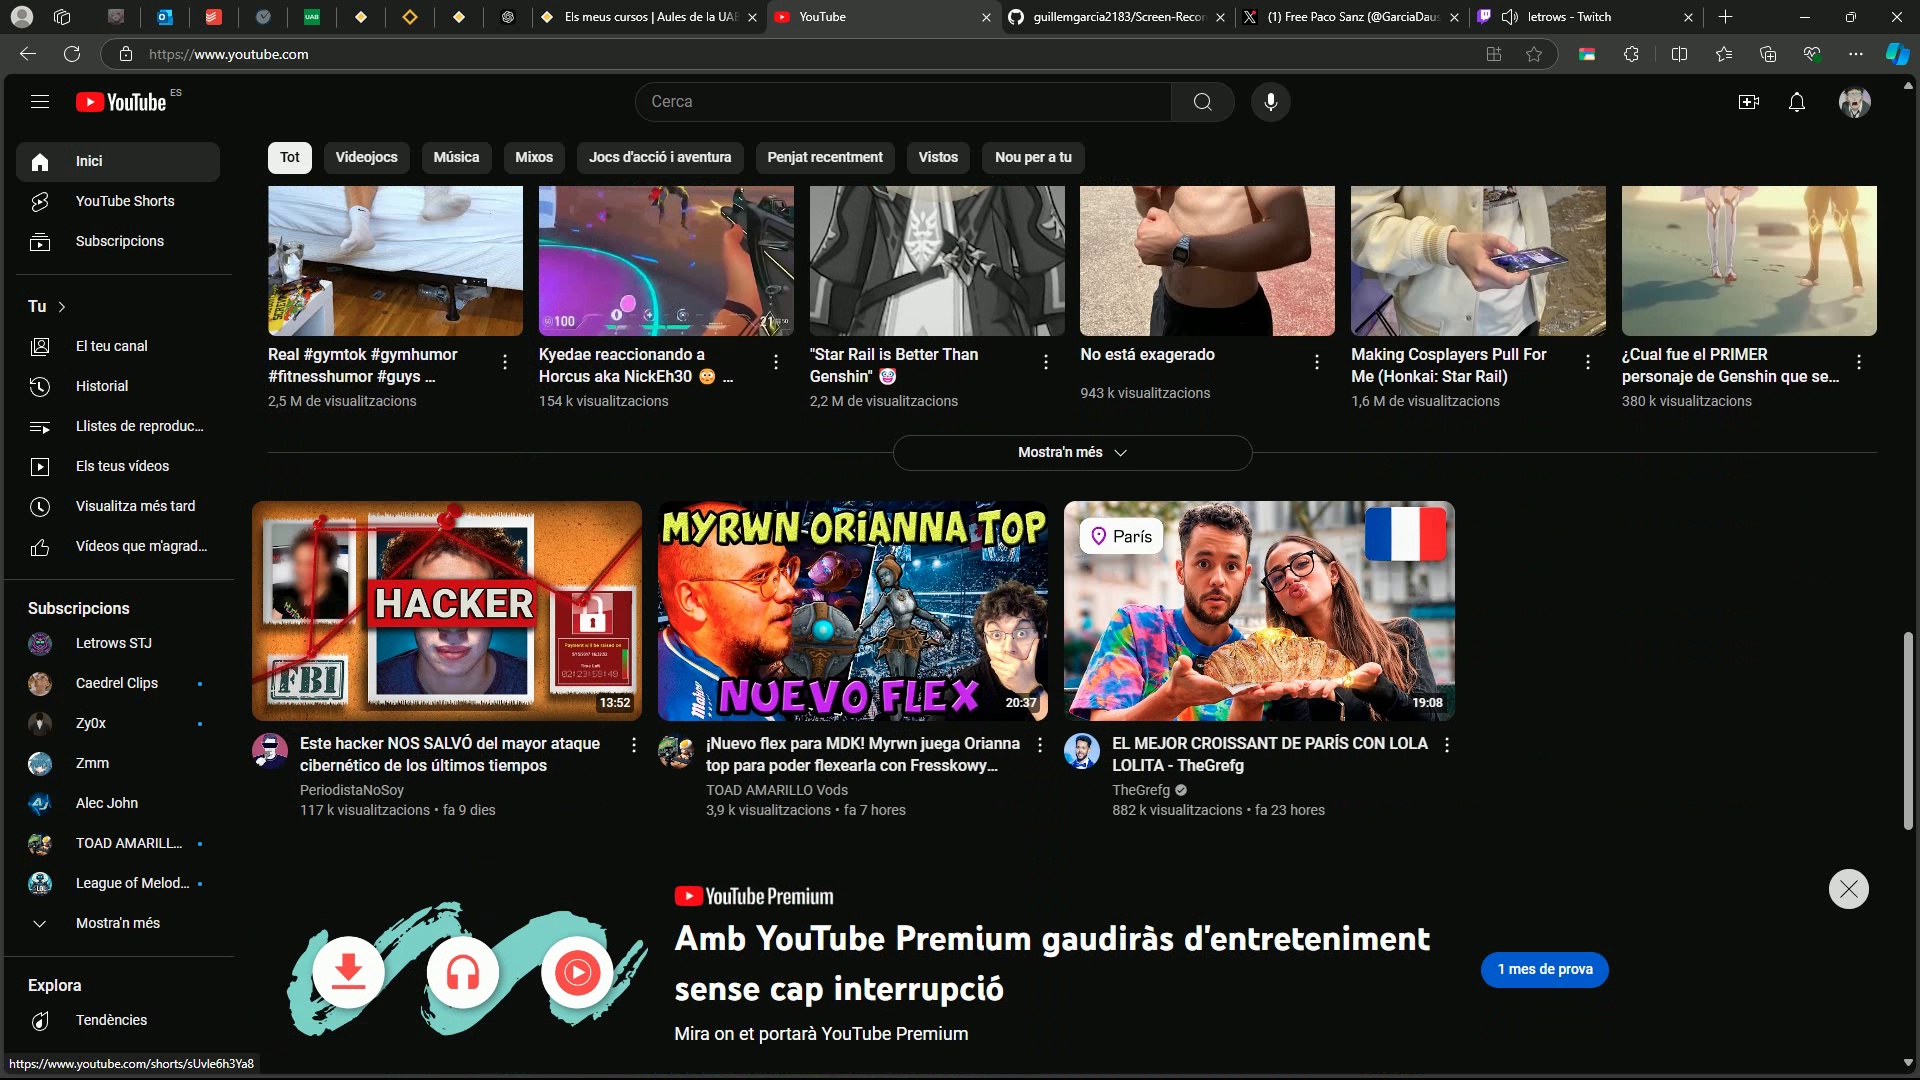 Els meus cursos | Aules de la UAB
YouTube
guillemgarcia2183/Screen-Recor
(1) Free Paco Sanz (@GarciaDaus
letrows - Twitch
https://www.youtube.com
YouTube ES
Cerca
Inici
YouTube Shorts
Subscripcions
Tu
El teu canal
Historial
Llistes de reproduc...
Els teus vídeos
Visualitza més tard
Vídeos que m'agrad...
Subscripcions
Letrows STJ
Caedrel Clips
Zy0x
Zmm
Alec John
TOAD AMARILL...
League of Melod...
Mostra'n més
Explora
Tendències
https://www.youtube.com/shorts/sUvle6h3Ya8
Tot
Videojocs
Música
Mixos
Jocs d'acció i aventura
Penjat recentment
Vistos
Nou per a tu
100
21
Real #gymtok #gymhumor
#fitnesshumor #guys ...
2,5 M de visualitzacions
Kyedae reaccionando a
Horcus aka NickEh30 😳 ...
154 k visualitzacions
"Star Rail is Better Than
Genshin" 🤡
2,2 M de visualitzacions
No está exagerado
943 k visualitzacions
Making Cosplayers Pull For
Me (Honkai: Star Rail)
1,6 M de visualitzacions
¿Cual fue el PRIMER
personaje de Genshin que se...
380 k visualitzacions
Mostra'n més
HACKER
FBI
Payment will be raised on
Time Left
13:52
Este hacker NOS SALVÓ del mayor ataque
cibernético de los últimos tiempos
PeriodistaNoSoy
117 k visualitzacions • fa 9 dies
MYRWN ORIANNA TOP
NUEVO FLEX
20:37
¡Nuevo flex para MDK! Myrwn juega Orianna
top para poder flexearla con Fresskowy...
TOAD AMARILLO Vods
3,9 k visualitzacions • fa 7 hores
París
19:08
EL MEJOR CROISSANT DE PARÍS CON LOLA
LOLITA - TheGrefg
TheGrefg
882 k visualitzacions • fa 23 hores
YouTube Premium
Amb YouTube Premium gaudiràs d'entreteniment
sense cap interrupció
Mira on et portarà YouTube Premium
1 mes de prova